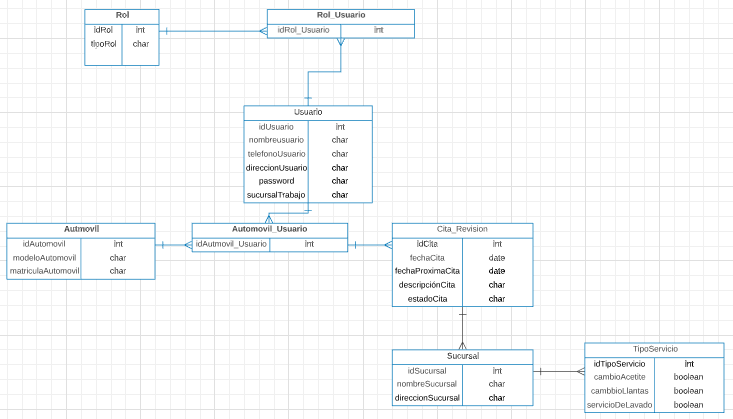 Rol
idRol int
tipoRol char
Rol_Usuario
idRol_Usuario int
Usuario
idUsuario int
nombreusuario char
telefonoUsuario char
direccionUsuario char
password char
sucursalTrabajo char
Autmovil
idAutomovil int
modeloAutomovil char
matriculaAutomovil char
Automovil_Usuario
idAutmovil_Usuario int
Cita_Revision
idCita int
fechaCita date
fechaProximaCita date
descripciónCita char
estadoCita char
Sucursal
idSucursal int
nombreSucursal char
direccionSucursal char
TipoServicio
idTipoServicio int
cambioAcetite boolean
cambbioLlantas boolean
servicioDeLavado boolean